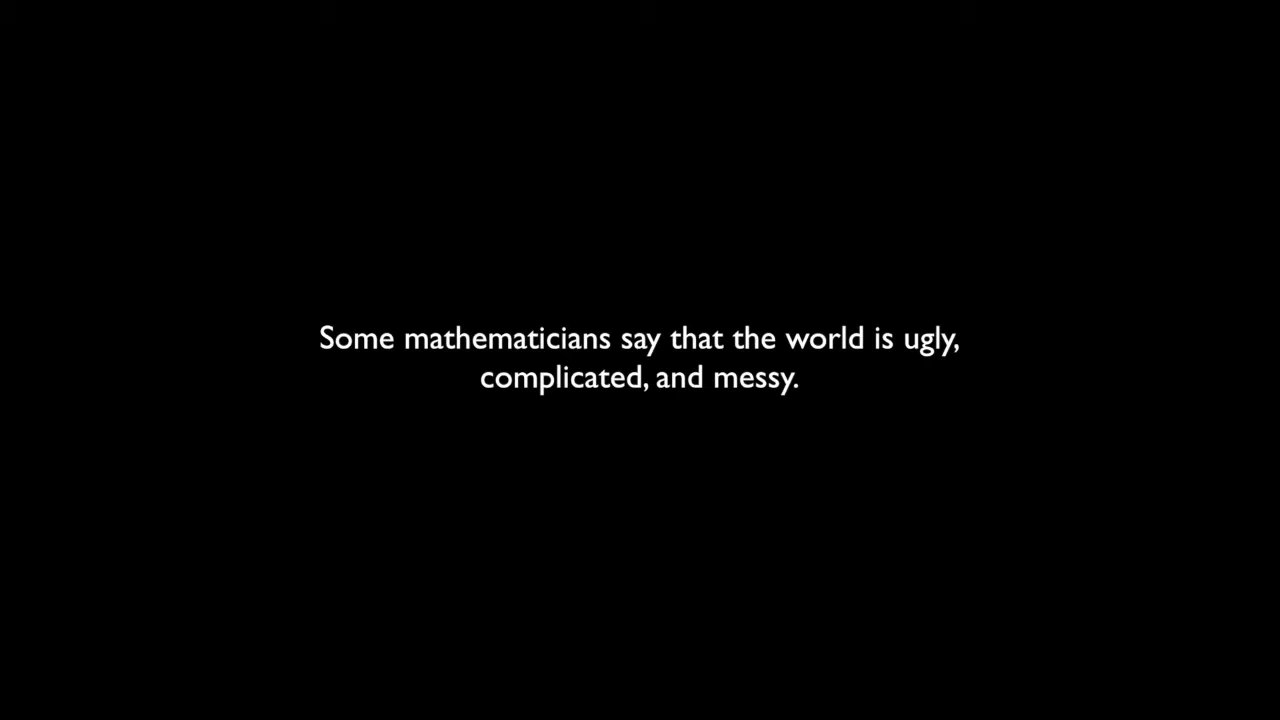 Some mathematicians say that the world is ugly,
complicated, and messy.